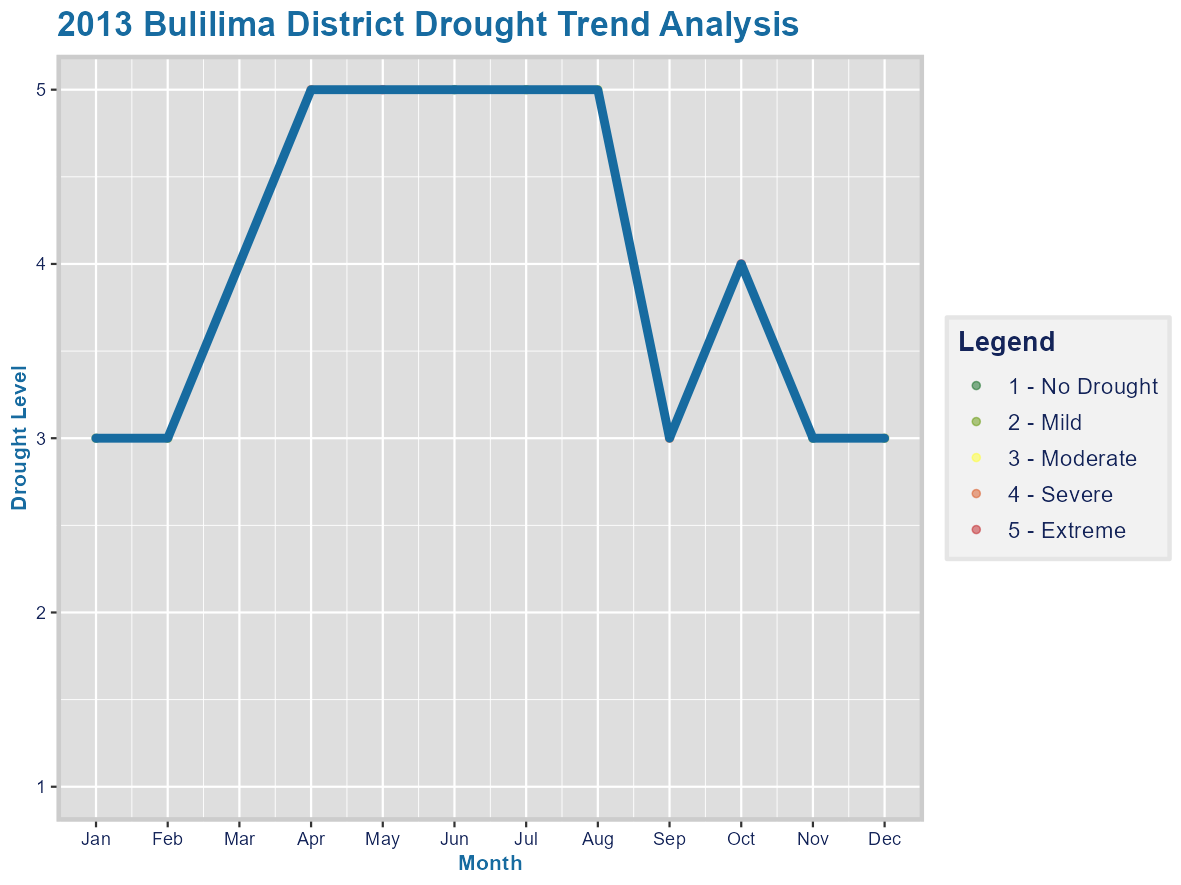 2013 Bulilima District Drought Trend Analysis
Drought Level
5
4
3
2
1
Jan Feb Mar Apr May Jun Jul Aug Sep Oct Nov Dec
Month
Legend
1 - No Drought
2 - Mild
3 - Moderate
4 - Severe
5 - Extreme